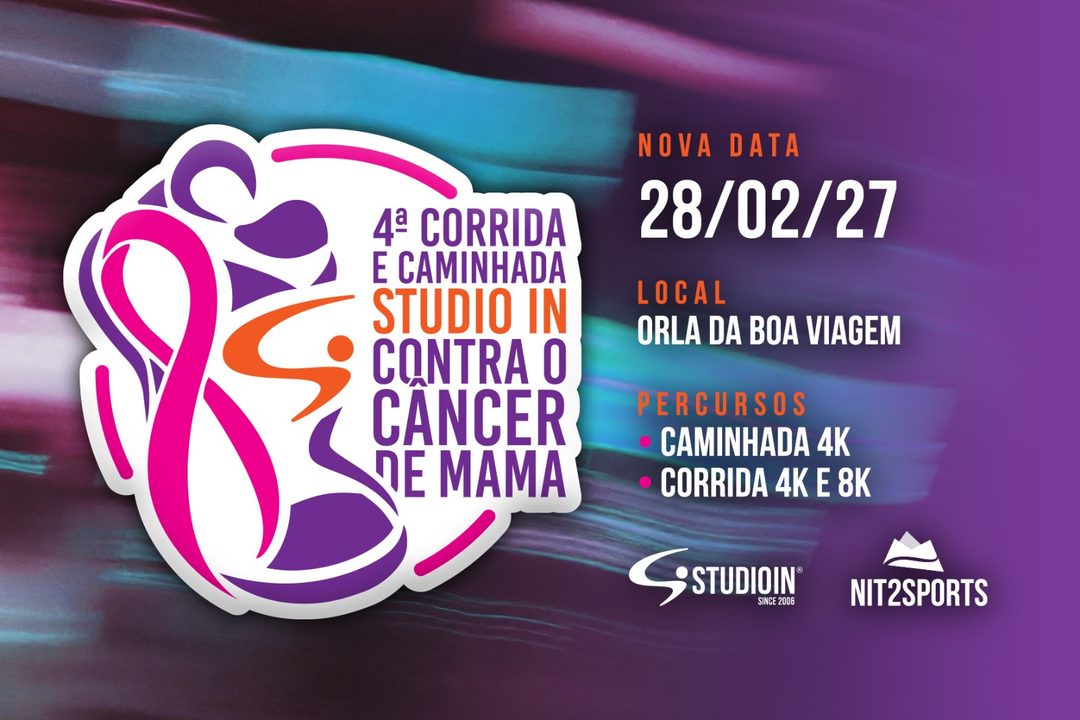 4ª CORRIDA
E CAMINHADA
STUDIO IN
CONTRA O
CÂNCER
DE MAMA
NOVA DATA
28/02/27
LOCAL
ORLA DA BOA VIAGEM
PERCURSOS
• CAMINHADA 4K
• CORRIDA 4K E 8K
STUDIOIN®
SINCE 2006
NIT2SPORTS